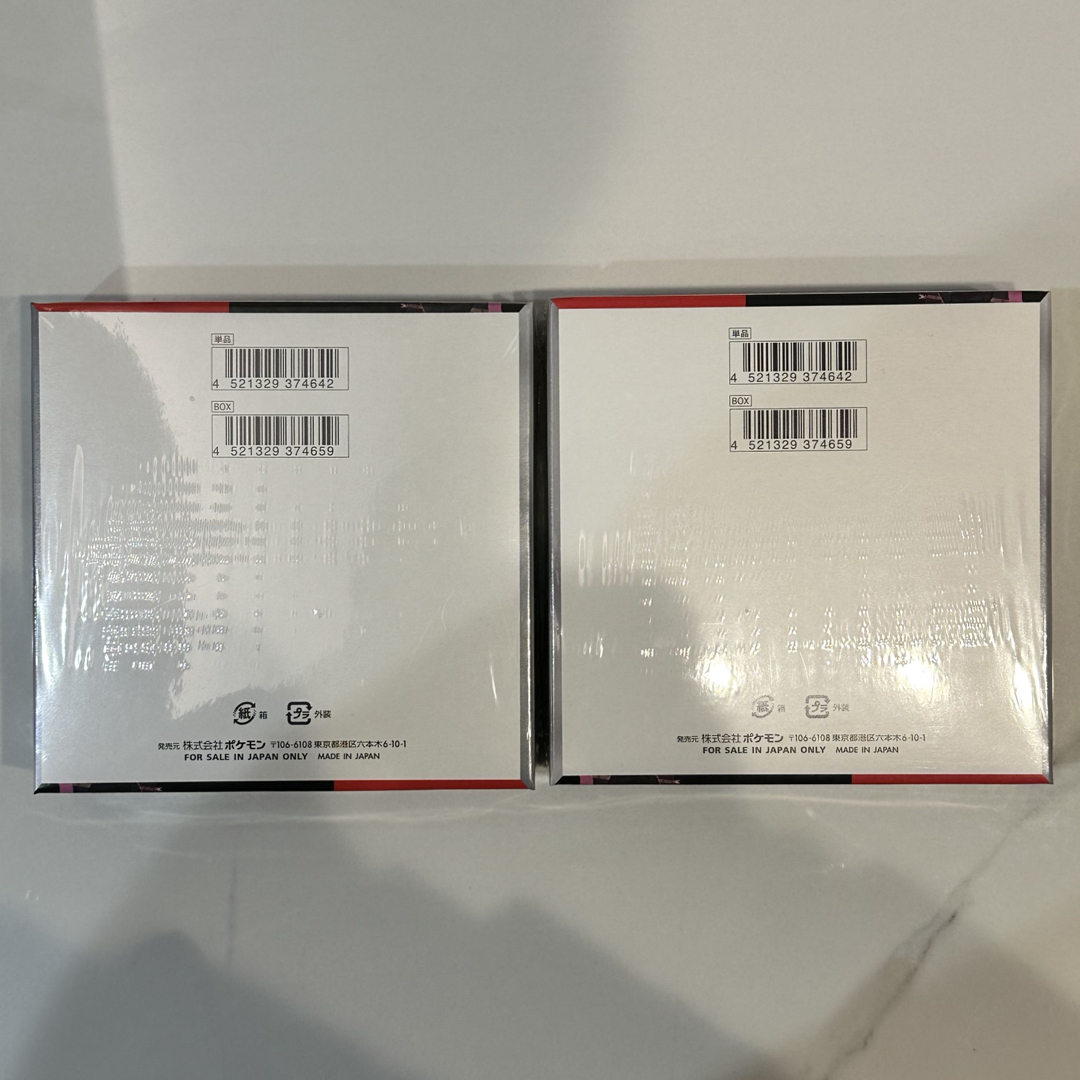 単品
4 521329 374642
BOX
4 521329 374659
紙 箱 プラ 外装
発売元 株式会社ポケモン 〒106-6108 東京都港区六本木6-10-1
FOR SALE IN JAPAN ONLY MADE IN JAPAN
単品
4 521329 374642
BOX
4 521329 374659
紙 箱 プラ 外装
発売元 株式会社ポケモン 〒106-6108 東京都港区六本木6-10-1
FOR SALE IN JAPAN ONLY MADE IN JAPAN